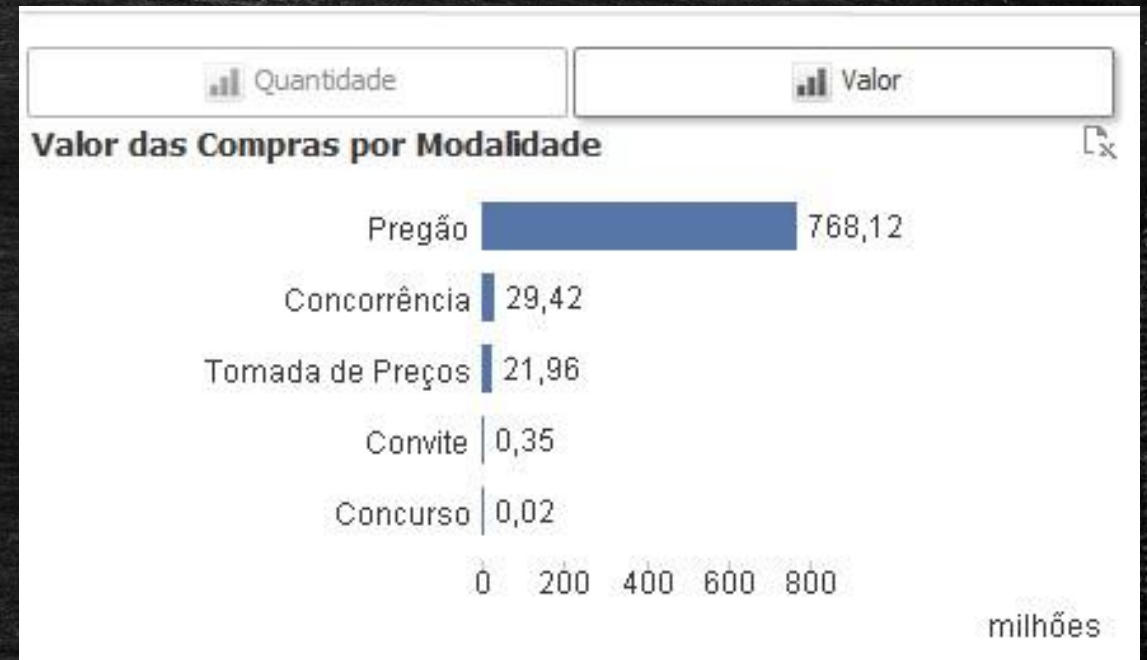 Quantidade
Valor
Valor das Compras por Modalidade
Pregão 768,12
Concorrência 29,42
Tomada de Preços 21,96
Convite 0,35
Concurso 0,02
0 200 400 600 800
milhões